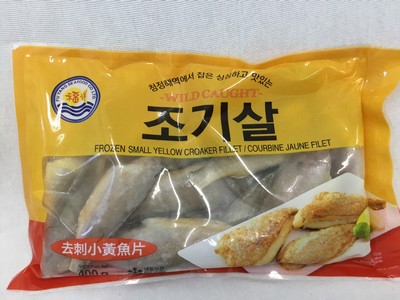 청정해역에서 잡은 싱싱하고 맛있는
WILD CAUGHT
조기살
FROZEN SMALL YELLOW CROAKER FILLET / COURBINE JAUNE FILET
去刺小黃魚片
400 g